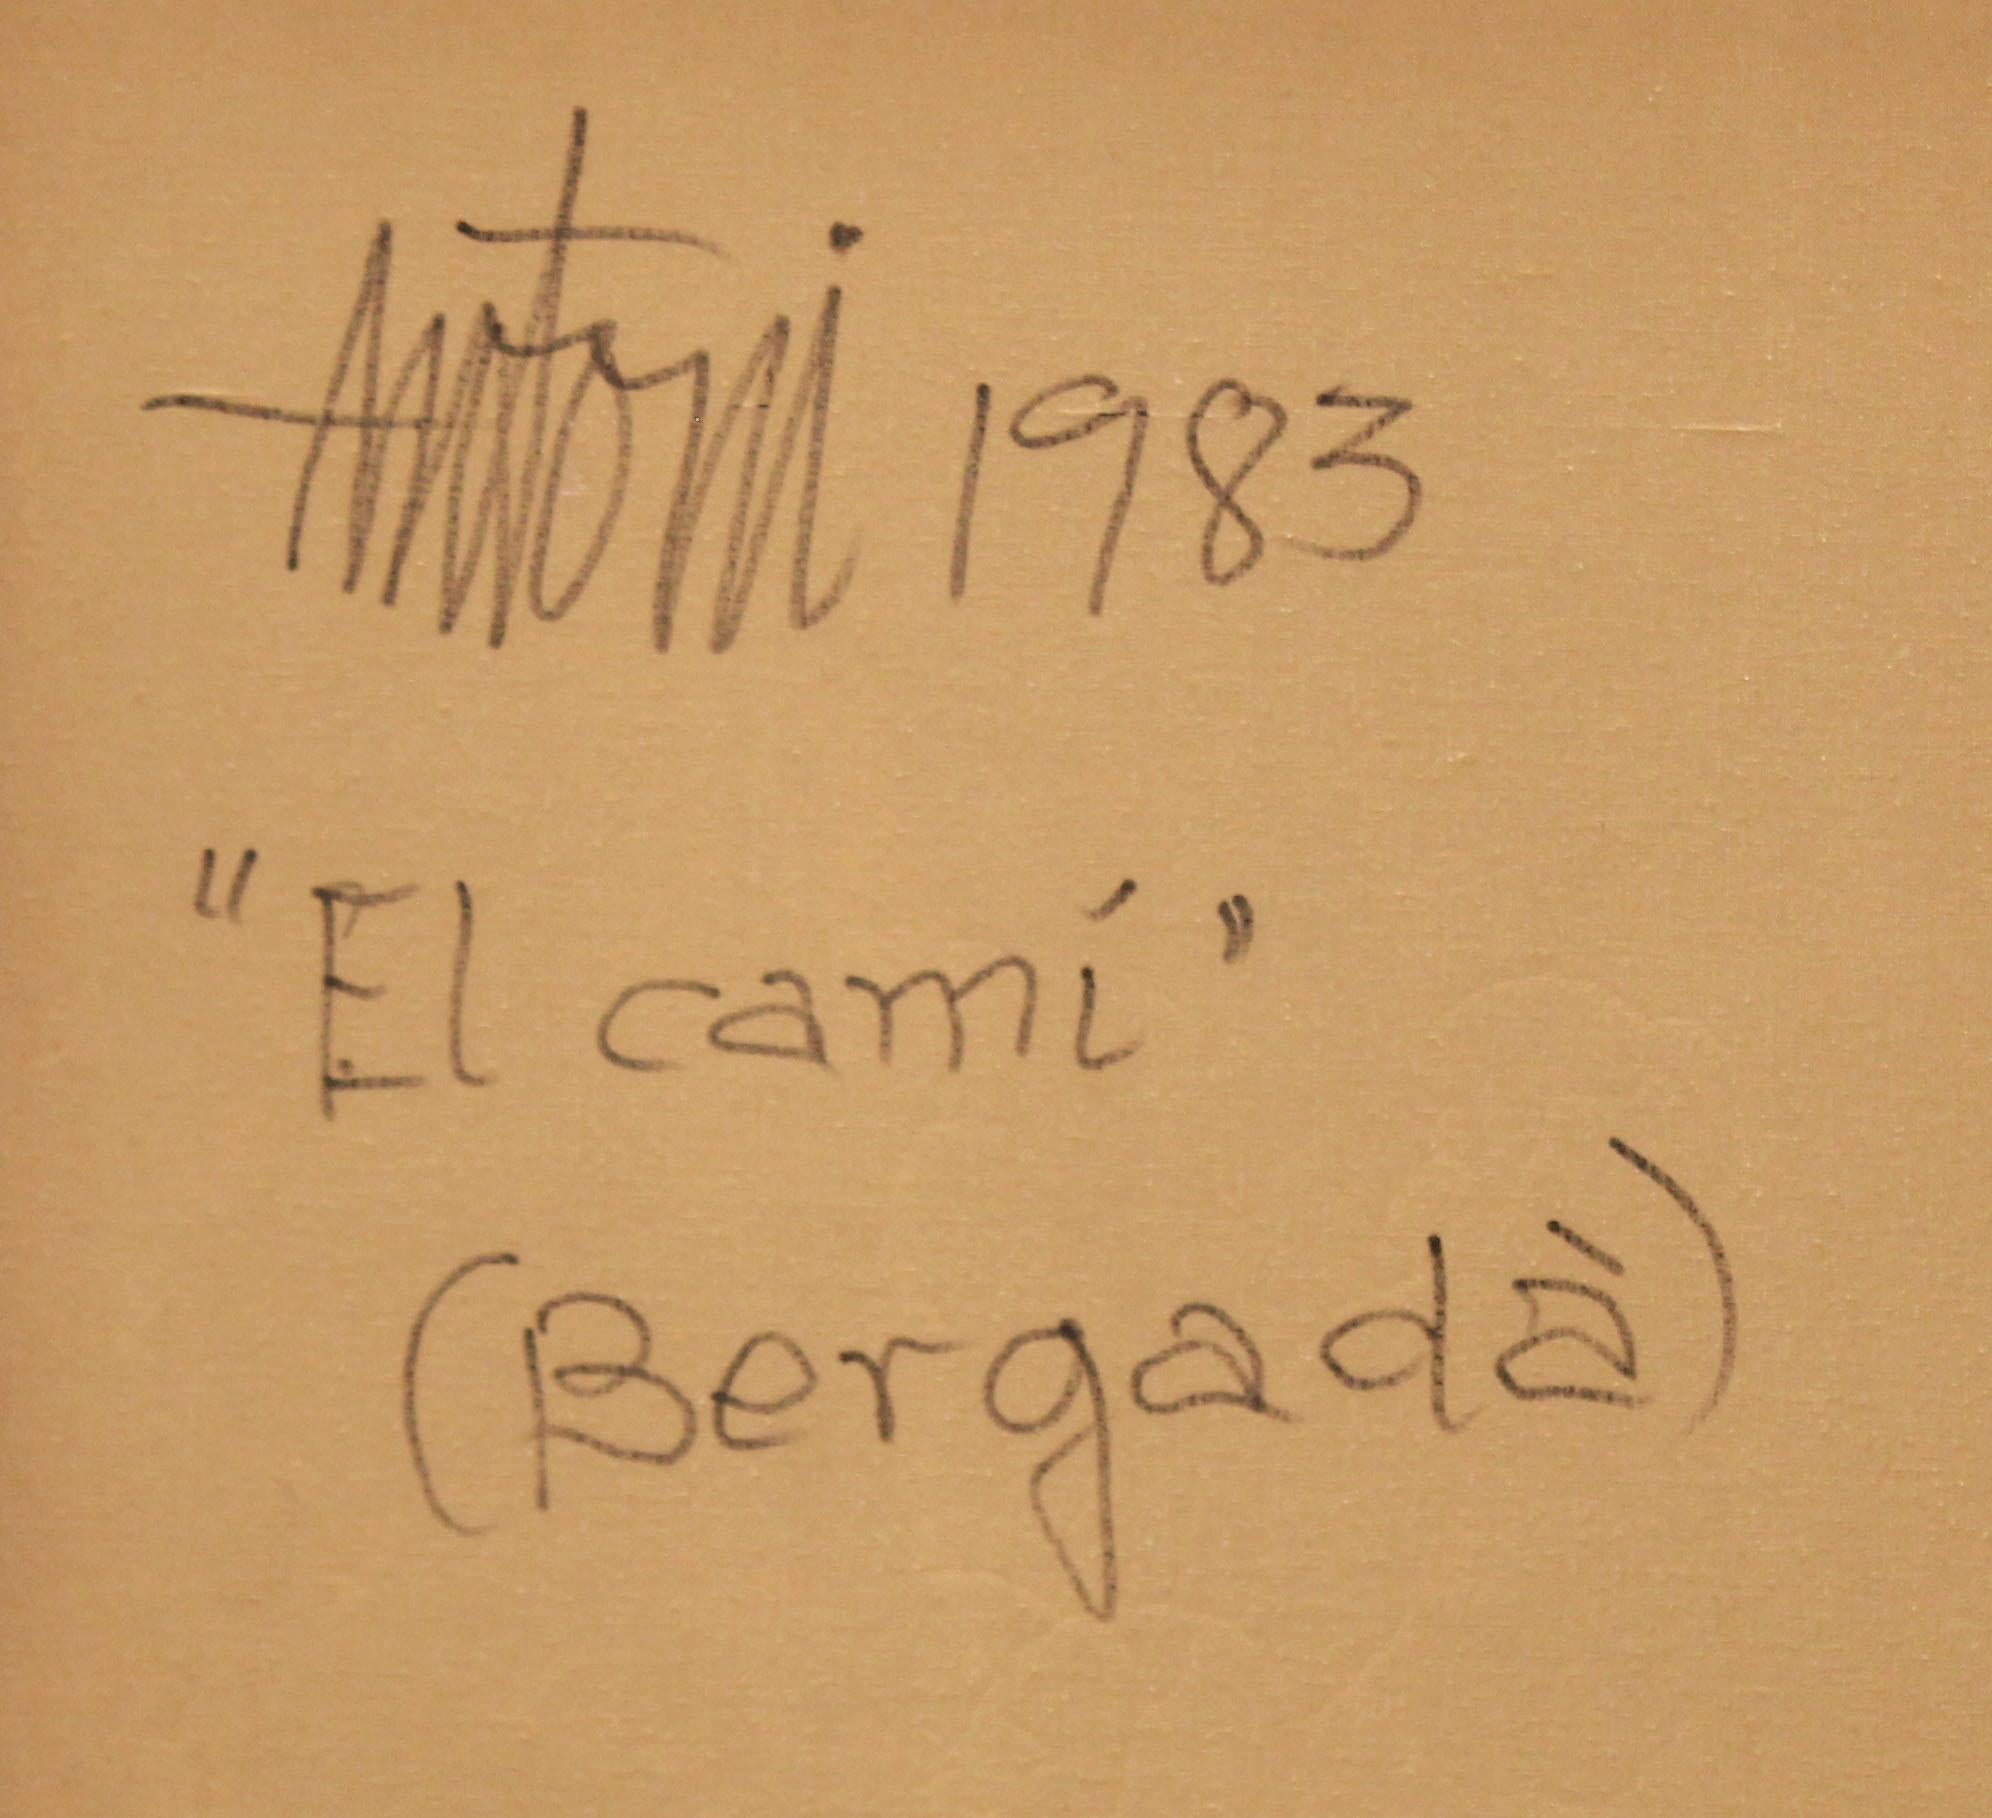 Antoni 1983
"El camí"
(Bergadà)